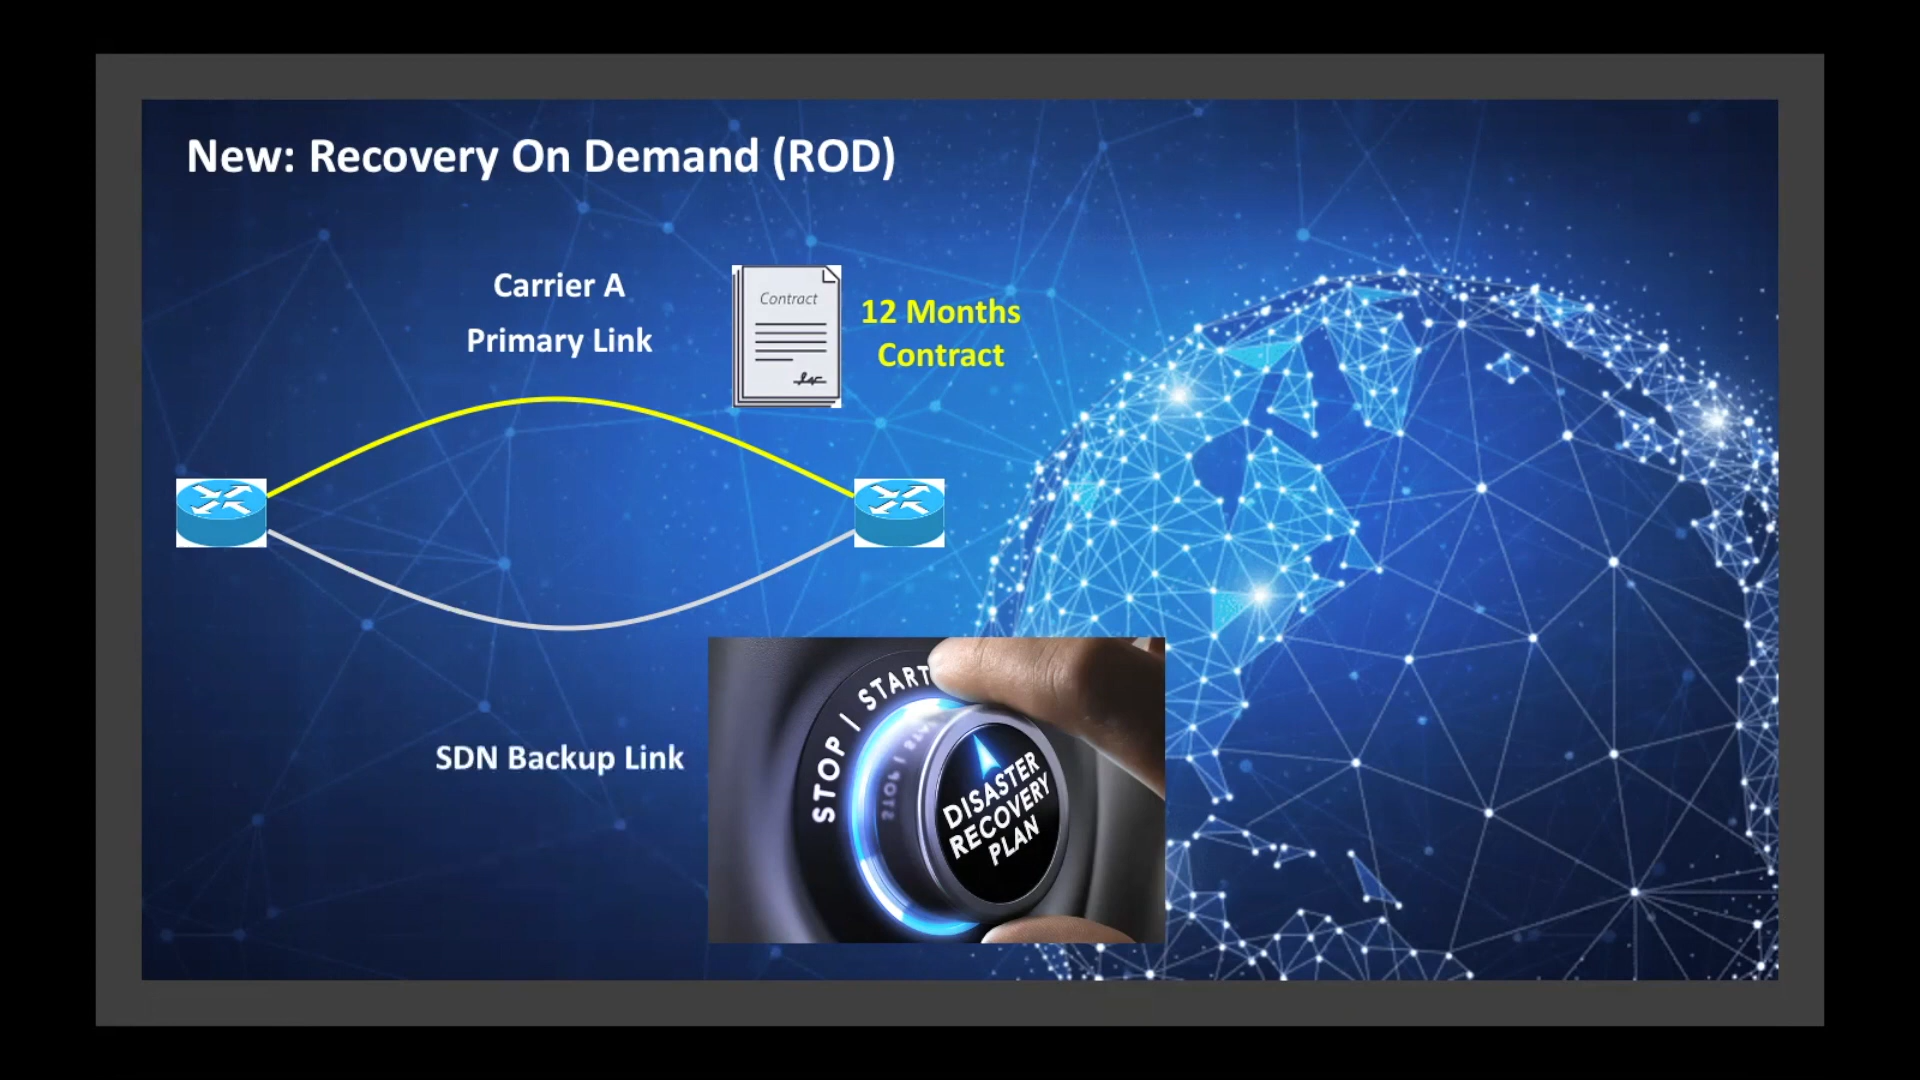 New: Recovery On Demand (ROD)
Carrier A
Primary Link
Contract
12 Months
Contract
SDN Backup Link
STOP | START
DISASTER
RECOVERY
PLAN